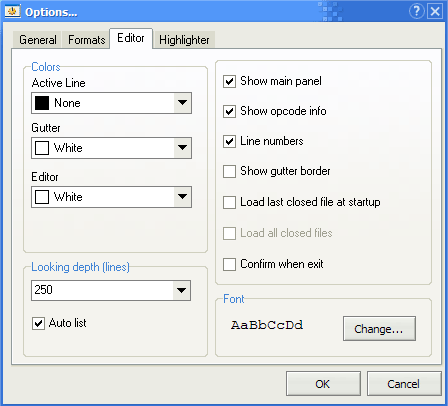 Options...
General Formats Editor Highlighter
Colors
Active Line
None
Gutter
White
Editor
White
Looking depth (lines)
250
Auto list
Show main panel
Show opcode info
Line numbers
Show gutter border
Load last closed file at startup
Load all closed files
Confirm when exit
Font
AaBbCcDd
Change...
OK Cancel